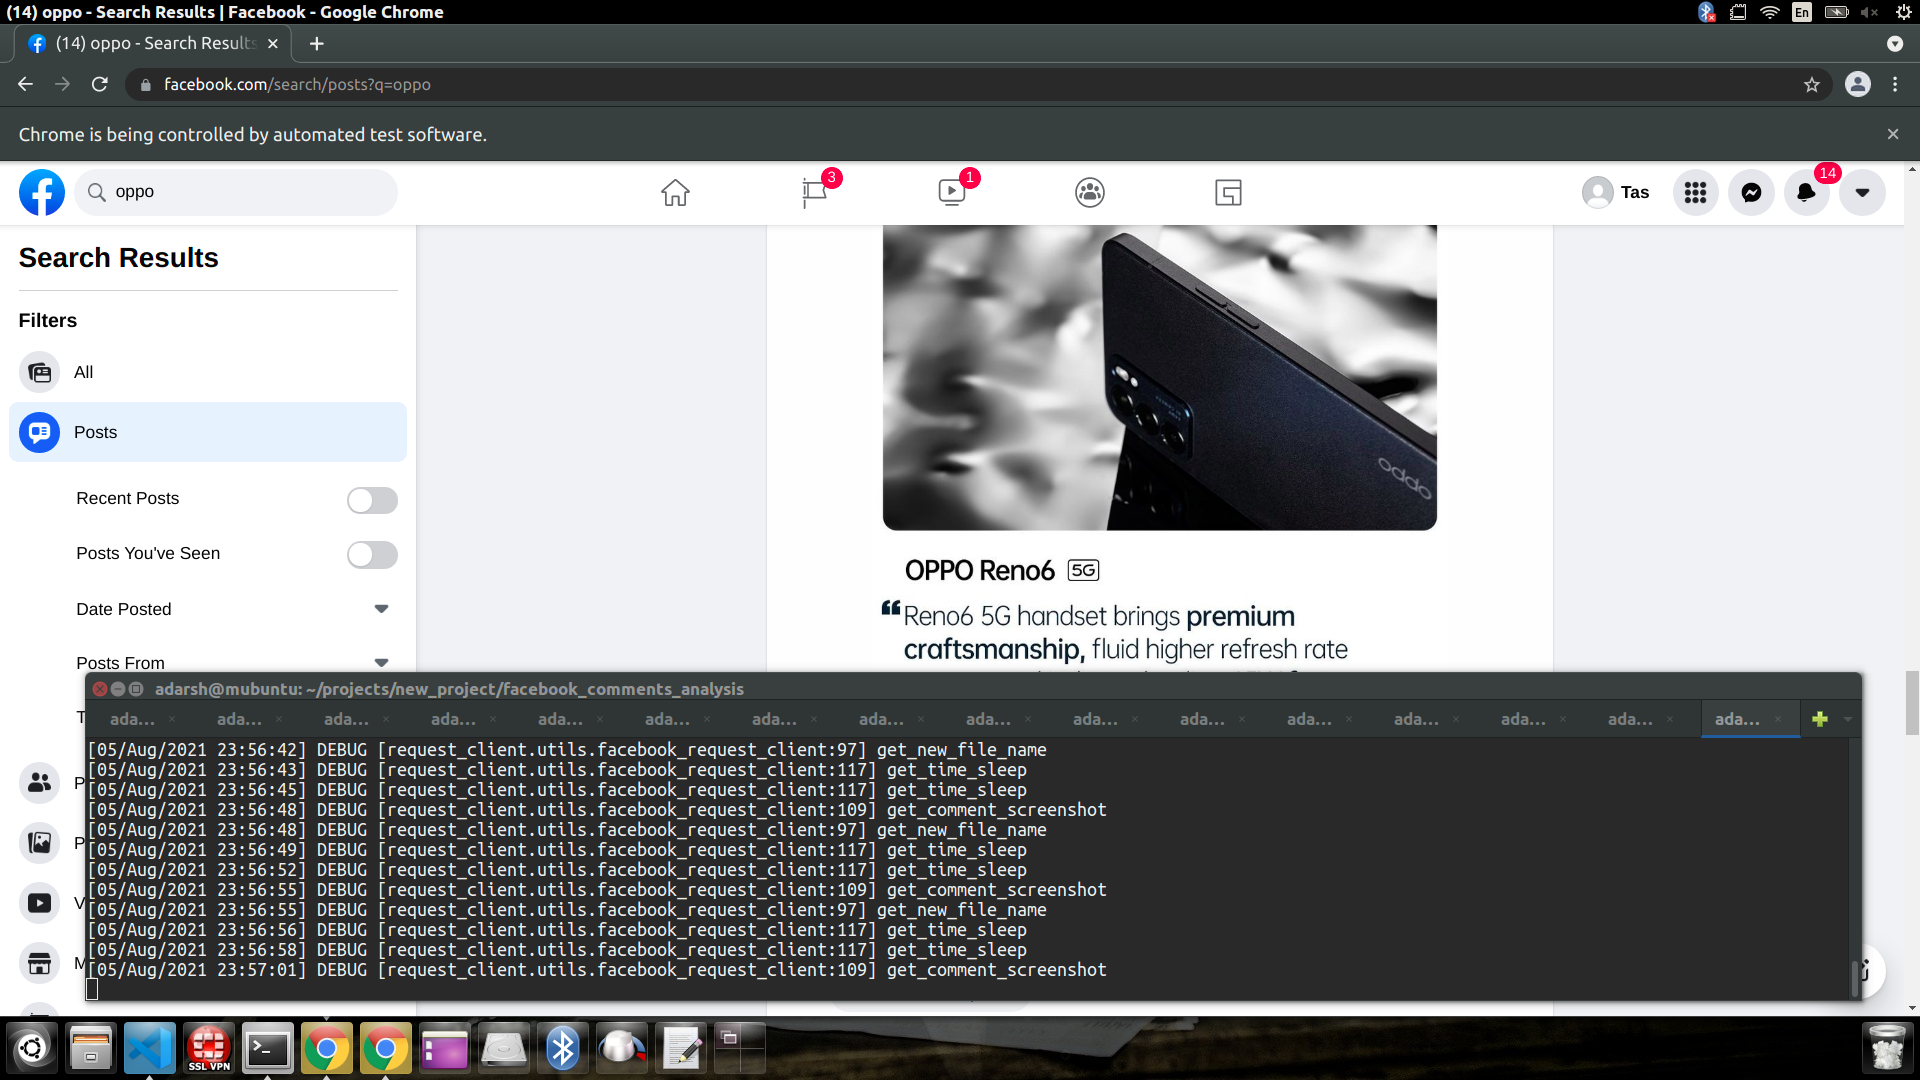 (14) oppo - Search Results | Facebook - Google Chrome
En
(14) oppo - Search Results
facebook.com/search/posts?q=oppo
Chrome is being controlled by automated test software.
oppo
3
1
Tas
14
Search Results
Filters
All
Posts
Recent Posts
Posts You've Seen
Date Posted
Posts From
oppo
OPPO Reno6 5G
“Reno6 5G handset brings premium
craftsmanship, fluid higher refresh rate
adarsh@mubuntu: ~/projects/new_project/facebook_comments_analysis
ada... ada... ada... ada... ada... ada... ada... ada... ada... ada... ada... ada... ada... ada... ada... ada...
[05/Aug/2021 23:56:42] DEBUG [request_client.utils.facebook_request_client:97] get_new_file_name
[05/Aug/2021 23:56:43] DEBUG [request_client.utils.facebook_request_client:117] get_time_sleep
[05/Aug/2021 23:56:45] DEBUG [request_client.utils.facebook_request_client:117] get_time_sleep
[05/Aug/2021 23:56:48] DEBUG [request_client.utils.facebook_request_client:109] get_comment_screenshot
[05/Aug/2021 23:56:48] DEBUG [request_client.utils.facebook_request_client:97] get_new_file_name
[05/Aug/2021 23:56:49] DEBUG [request_client.utils.facebook_request_client:117] get_time_sleep
[05/Aug/2021 23:56:52] DEBUG [request_client.utils.facebook_request_client:117] get_time_sleep
[05/Aug/2021 23:56:55] DEBUG [request_client.utils.facebook_request_client:109] get_comment_screenshot
[05/Aug/2021 23:56:55] DEBUG [request_client.utils.facebook_request_client:97] get_new_file_name
[05/Aug/2021 23:56:56] DEBUG [request_client.utils.facebook_request_client:117] get_time_sleep
[05/Aug/2021 23:56:58] DEBUG [request_client.utils.facebook_request_client:117] get_time_sleep
[05/Aug/2021 23:57:01] DEBUG [request_client.utils.facebook_request_client:109] get_comment_screenshot
SSL VPN